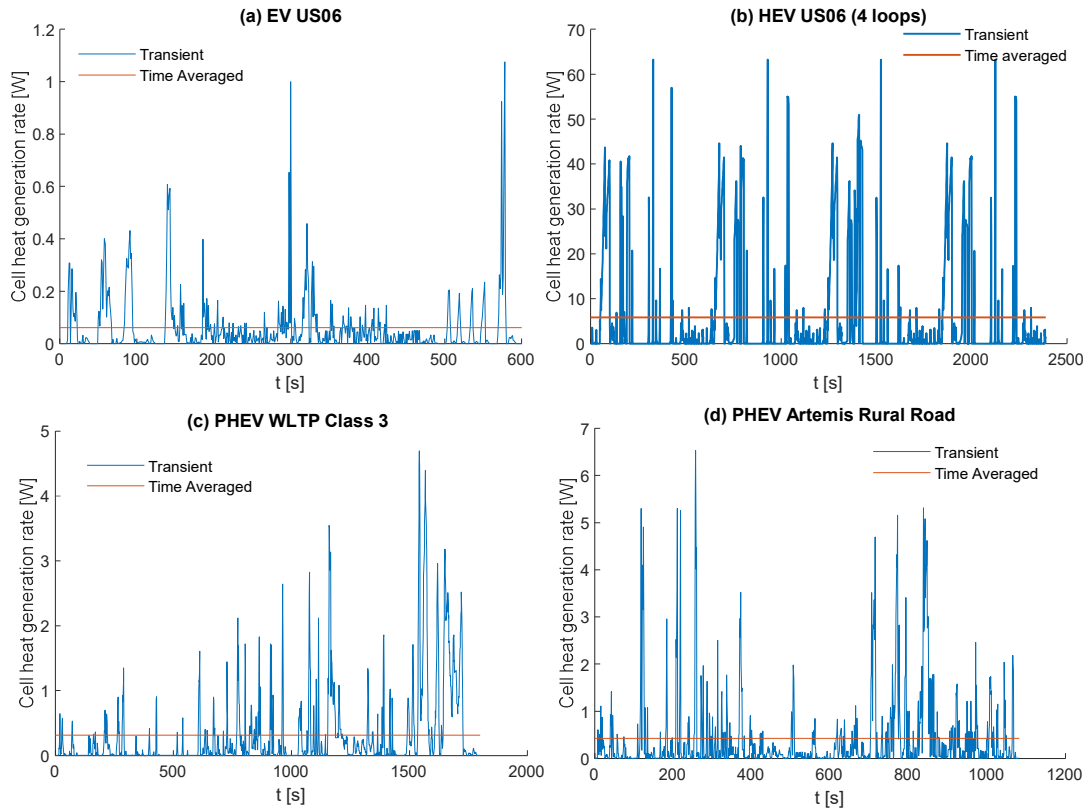 (a) EV US06
Cell heat generation rate [W]
1.2
1
0.8
0.6
0.4
0.2
0
Transient
Time Averaged
0 100 200 300 400 500 600
t [s]
(b) HEV US06 (4 loops)
Cell heat generation rate [W]
70
60
50
40
30
20
10
0
Transient
Time averaged
0 500 1000 1500 2000 2500
t [s]
(c) PHEV WLTP Class 3
Cell heat generation rate [W]
5
4
3
2
1
0
Transient
Time Averaged
0 500 1000 1500 2000
t [s]
(d) PHEV Artemis Rural Road
Cell heat generation rate [W]
7
6
5
4
3
2
1
0
Transient
Time Averaged
0 200 400 600 800 1000 1200
t [s]